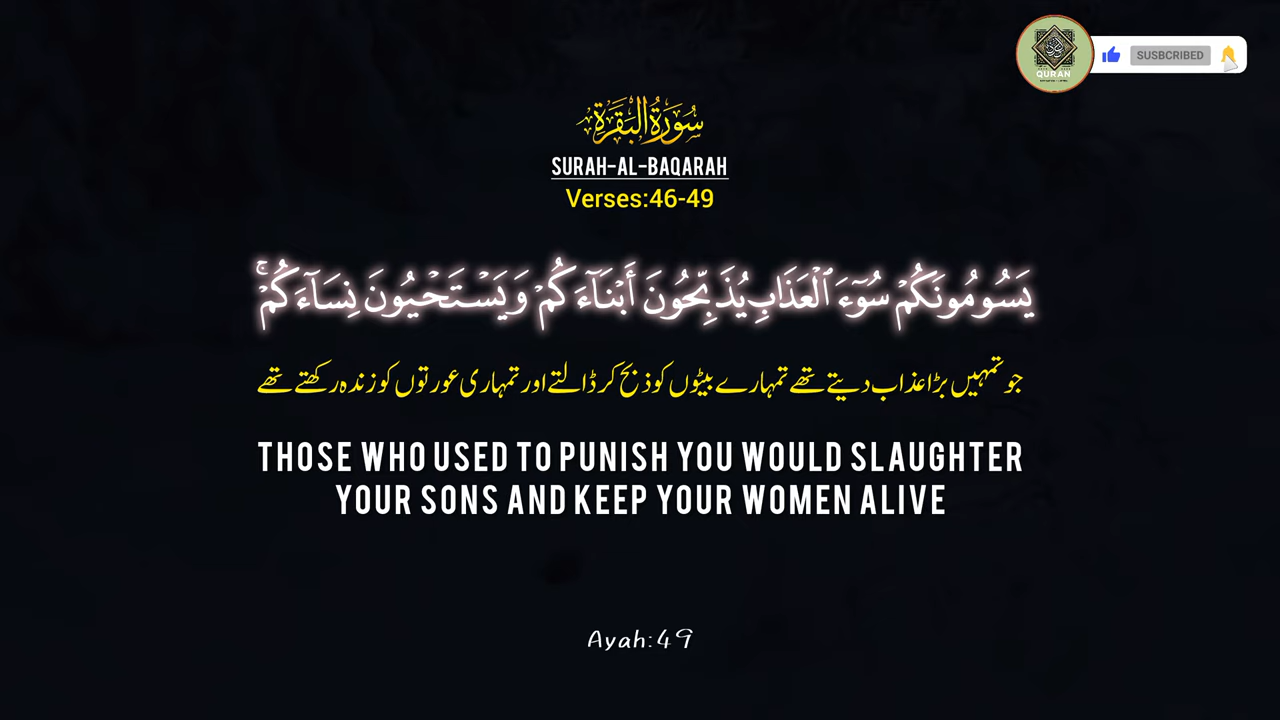 QURAN
SUSBCRIBED
سُورَةُ الْبَقَرَةِ
SURAH-AL-BAQARAH
Verses:46-49
يَسُومُونَكُمْ سُوٓءَ ٱلْعَذَابِ يُذَبِّحُونَ أَبْنَآءَكُمْ وَيَسْتَحْيُونَ نِسَآءَكُمْ ۚ
جو تمہیں بڑا عذاب دیتے تھے تمہارے بیٹوں کو ذبح کر ڈالتے اور تمہاری عورتوں کو زندہ رکھتے تھے
THOSE WHO USED TO PUNISH YOU WOULD SLAUGHTER
YOUR SONS AND KEEP YOUR WOMEN ALIVE
Ayah:49